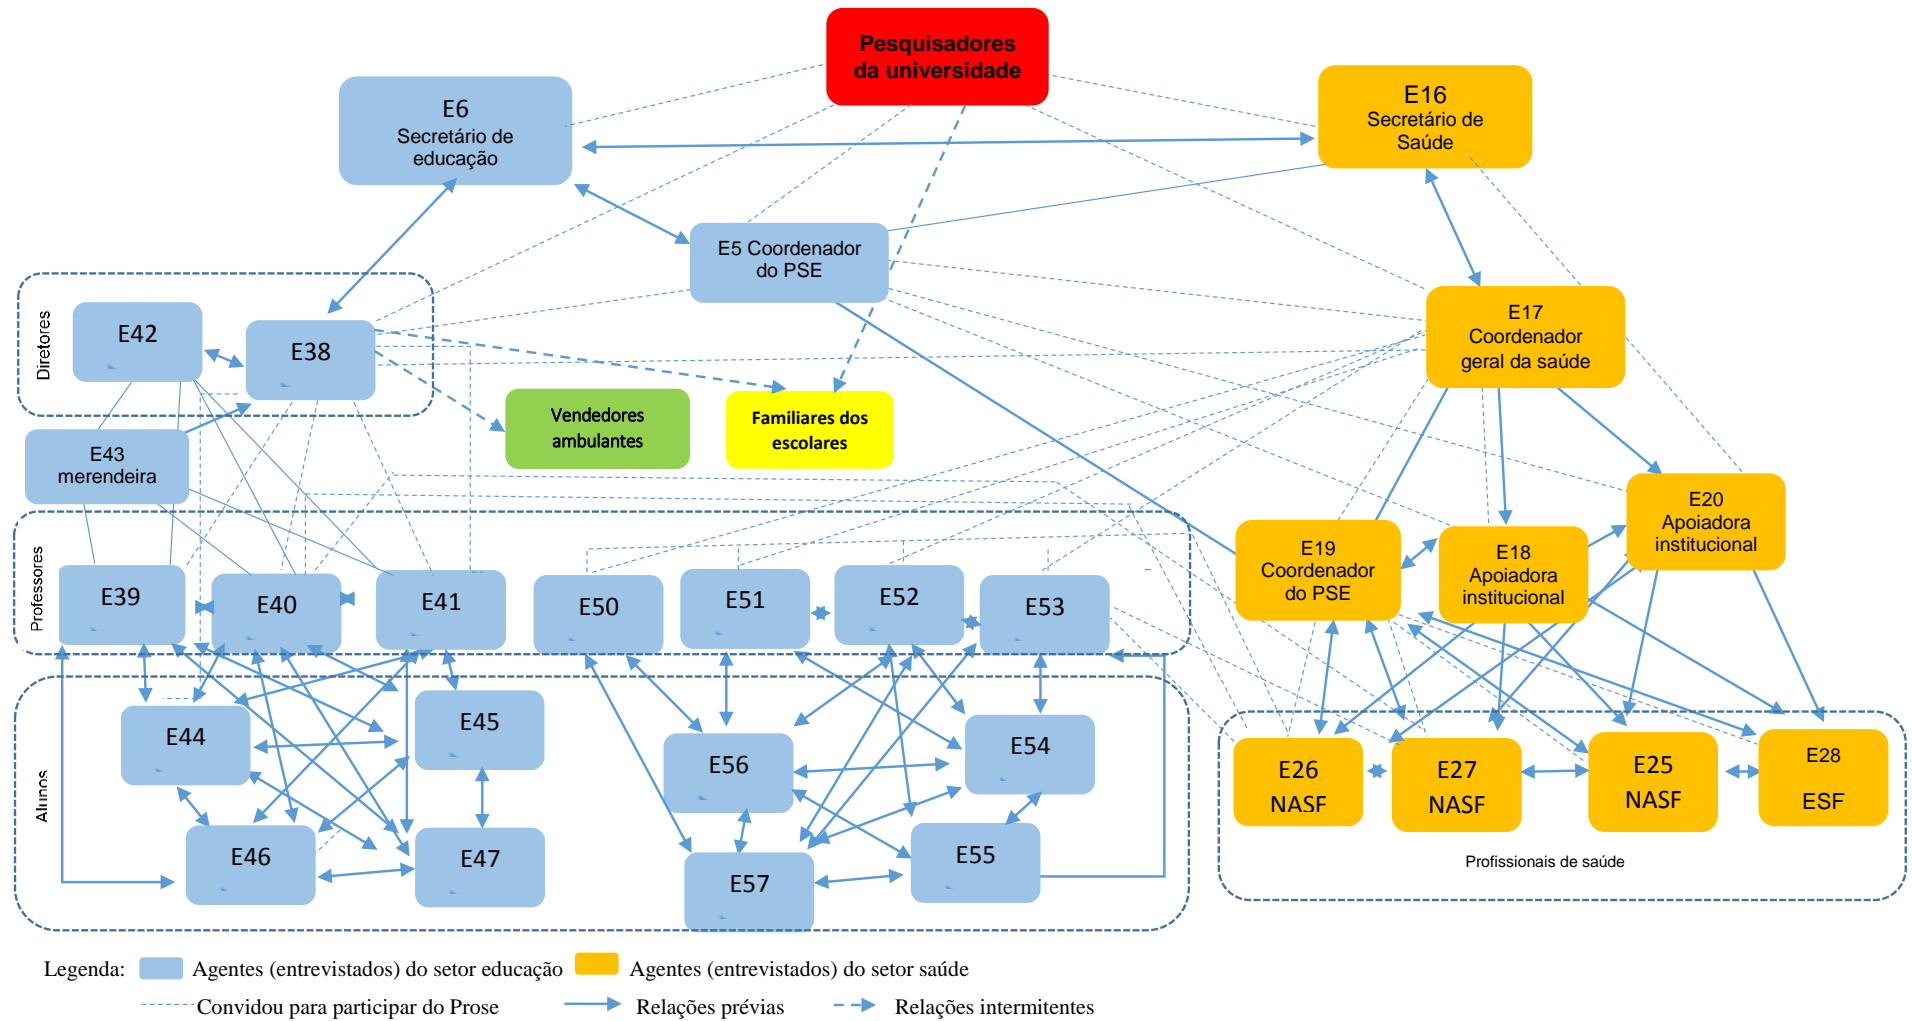 Pesquisadores
da universidade
E6
Secretário de
educação
E16
Secretário de
Saúde
E5 Coordenador
do PSE
Diretores
E42
E38
E17
Coordenador
geral da saúde
Vendedores
ambulantes
Familiares dos
escolares
E43
merendeira
E20
Apoiadora
institucional
E19
Coordenador
do PSE
E18
Apoiadora
institucional
Professores
E39
E40
E41
E50
E51
E52
E53
Alunos
E44
E45
E46
E47
E56
E54
E57
E55
E26
NASF
E27
NASF
E25
NASF
E28
ESF
Profissionais de saúde
Legenda: Agentes (entrevistados) do setor educação Agentes (entrevistados) do setor saúde
Convidou para participar do Prose Relações prévias Relações intermitentes